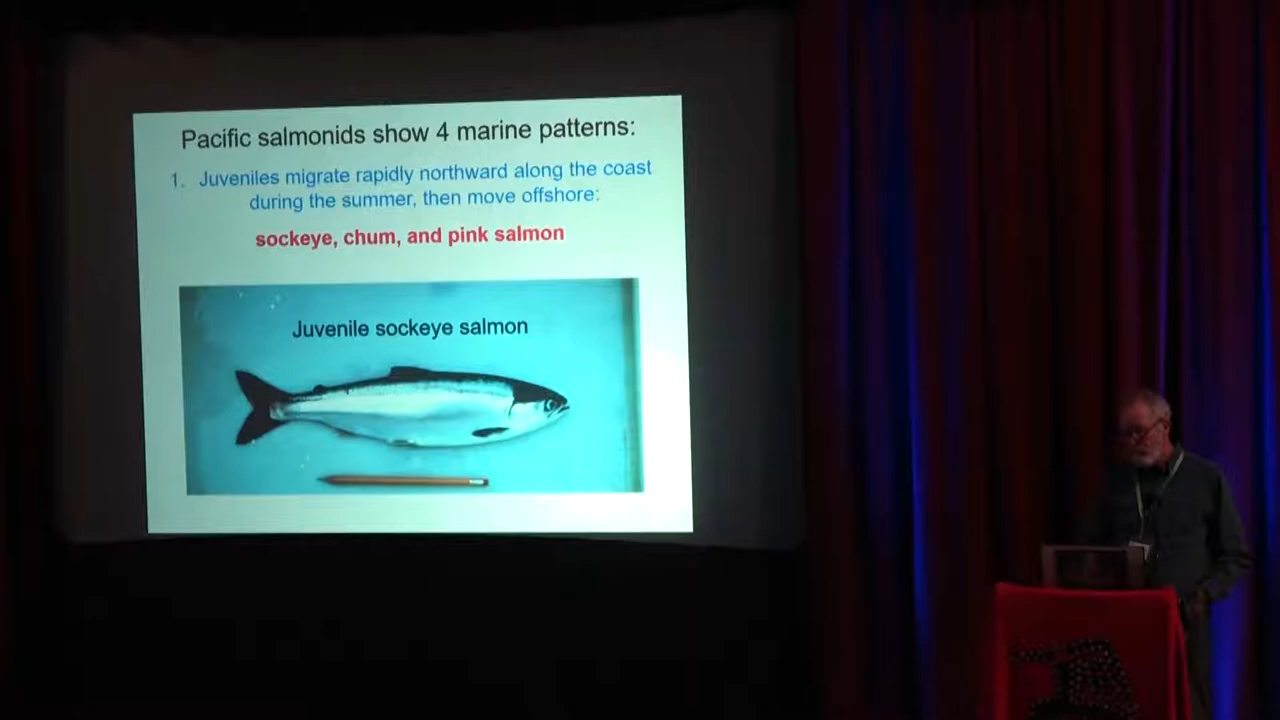 Pacific salmonids show 4 marine patterns:
1. Juveniles migrate rapidly northward along the coast
during the summer, then move offshore:
sockeye, chum, and pink salmon
Juvenile sockeye salmon